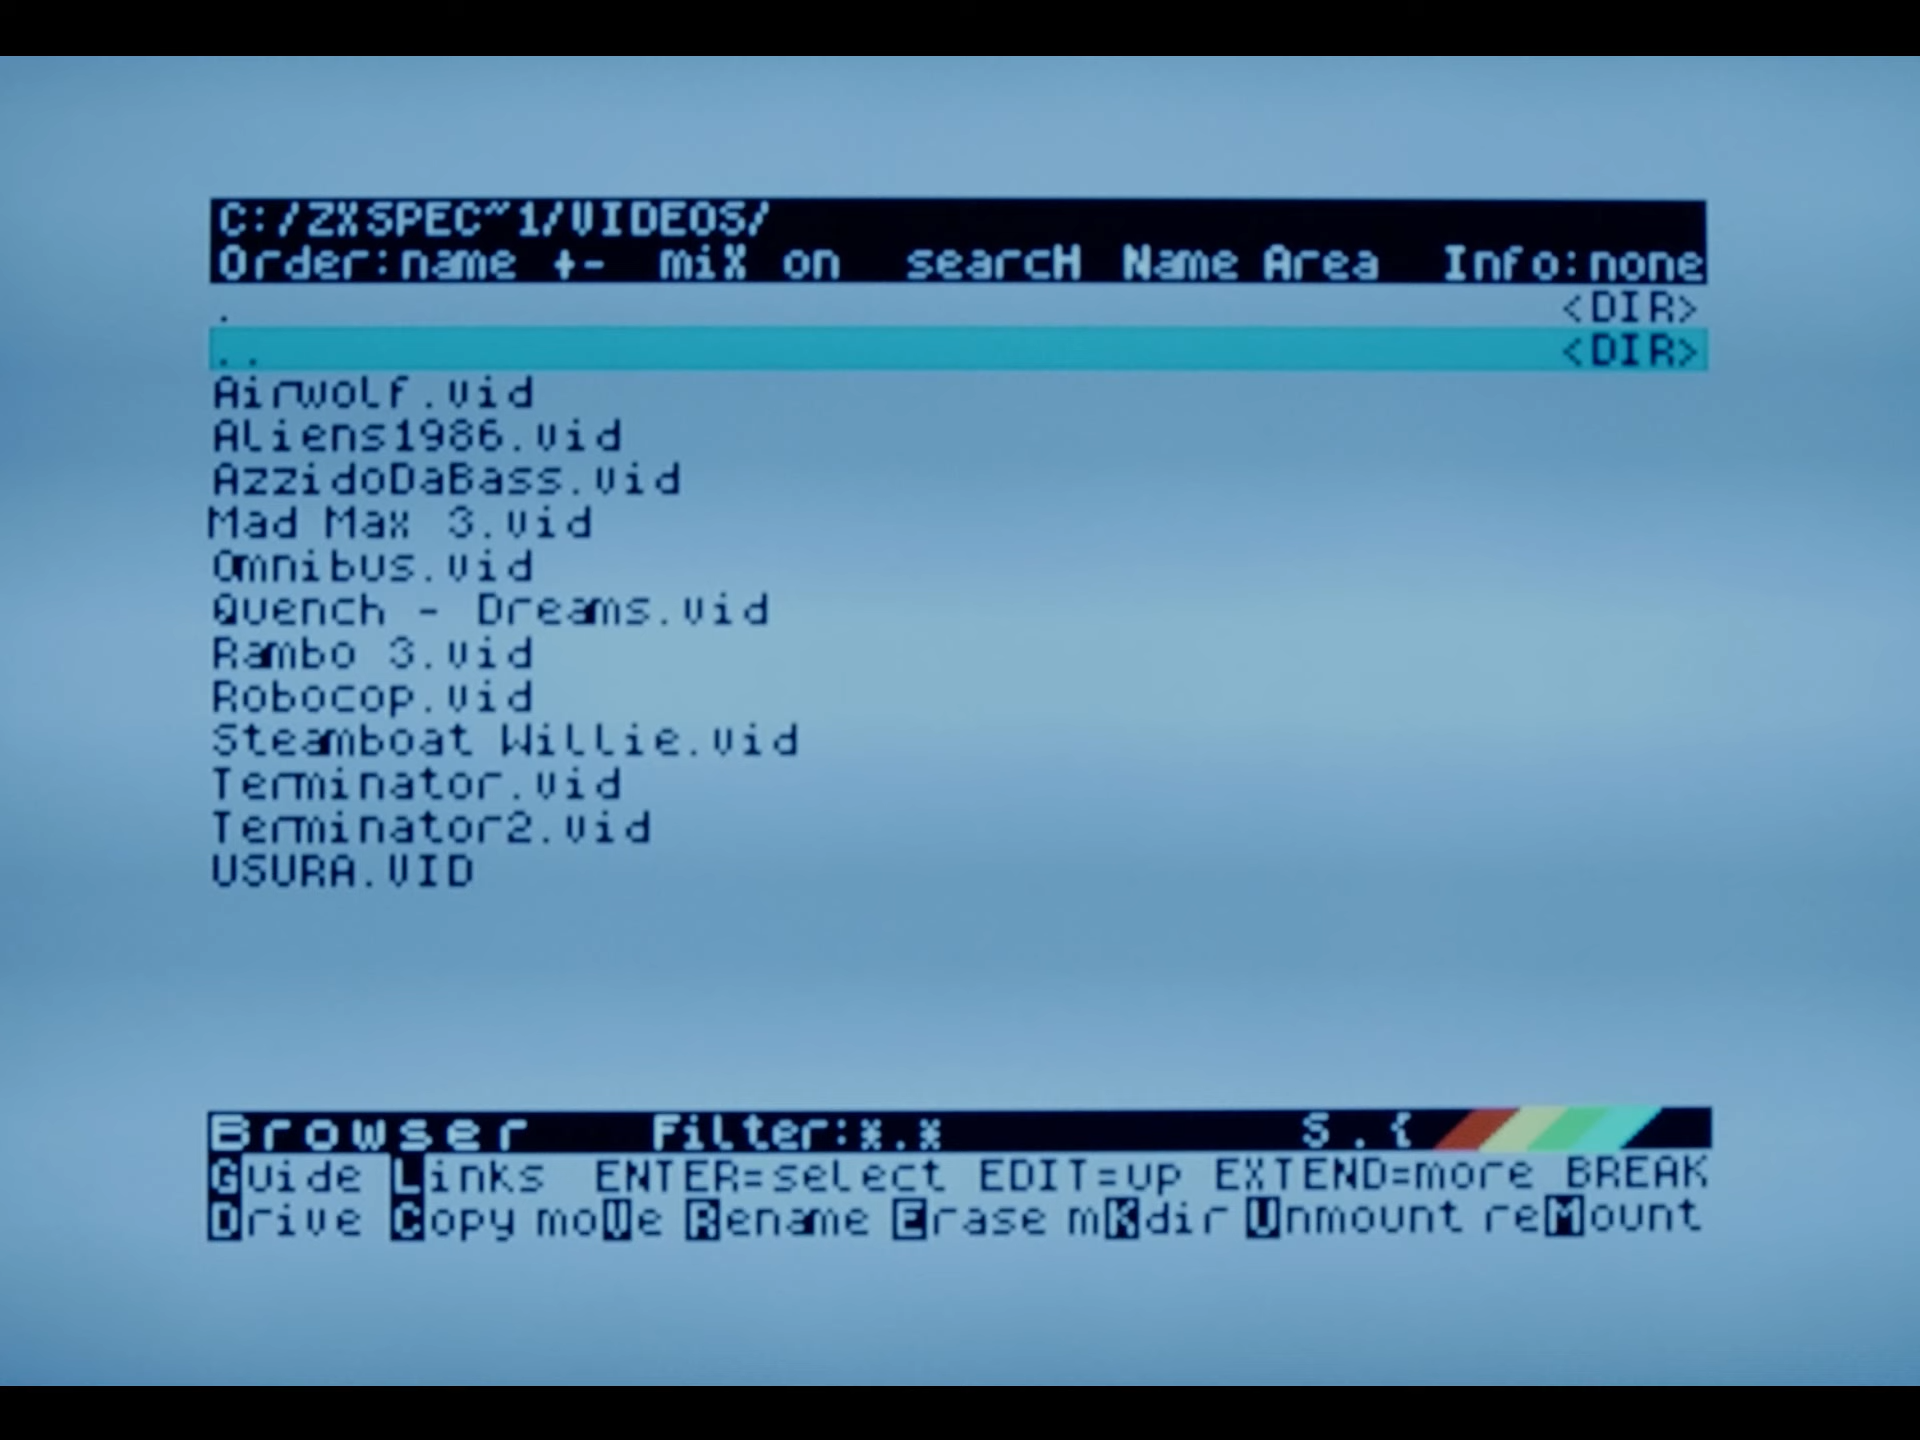 C:/ZXSPEC~1/VIDEOS/
Order:name +- miX on searcH Name Area Info:none
. <DIR>
.. <DIR>
Airwolf.vid
Aliens1986.vid
AzzidoDaBass.vid
Mad Max 3.vid
Omnibus.vid
Quench - Dreams.vid
Rambo 3.vid
Robocop.vid
Steamboat Willie.vid
Terminator.vid
Terminator2.vid
USURA.VID
Browser Filter:*.* S.{
Guide Links ENTER=select EDIT=up EXTEND=more BREAK
Drive Copy moVe Rename Erase mKdir Unmount reMount